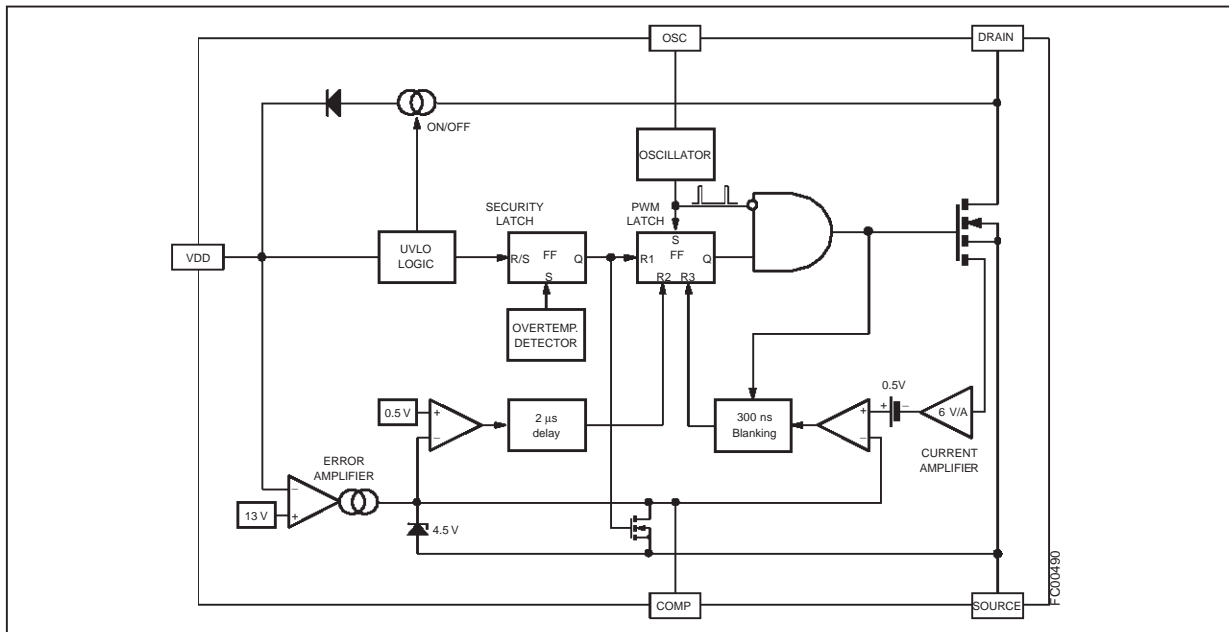 OSC
DRAIN
ON/OFF
OSCILLATOR
SECURITY
LATCH
PWM
LATCH
VDD
UVLO
LOGIC
R/S
FF
Q
S
R1
S
FF
Q
R2 R3
OVERTEMP.
DETECTOR
0.5 V
+
–
2 μs
delay
300 ns
Blanking
+
–
0.5V
+
–
6 V/A
CURRENT
AMPLIFIER
ERROR
AMPLIFIER
–
+
13 V
4.5 V
COMP
SOURCE
FC00490